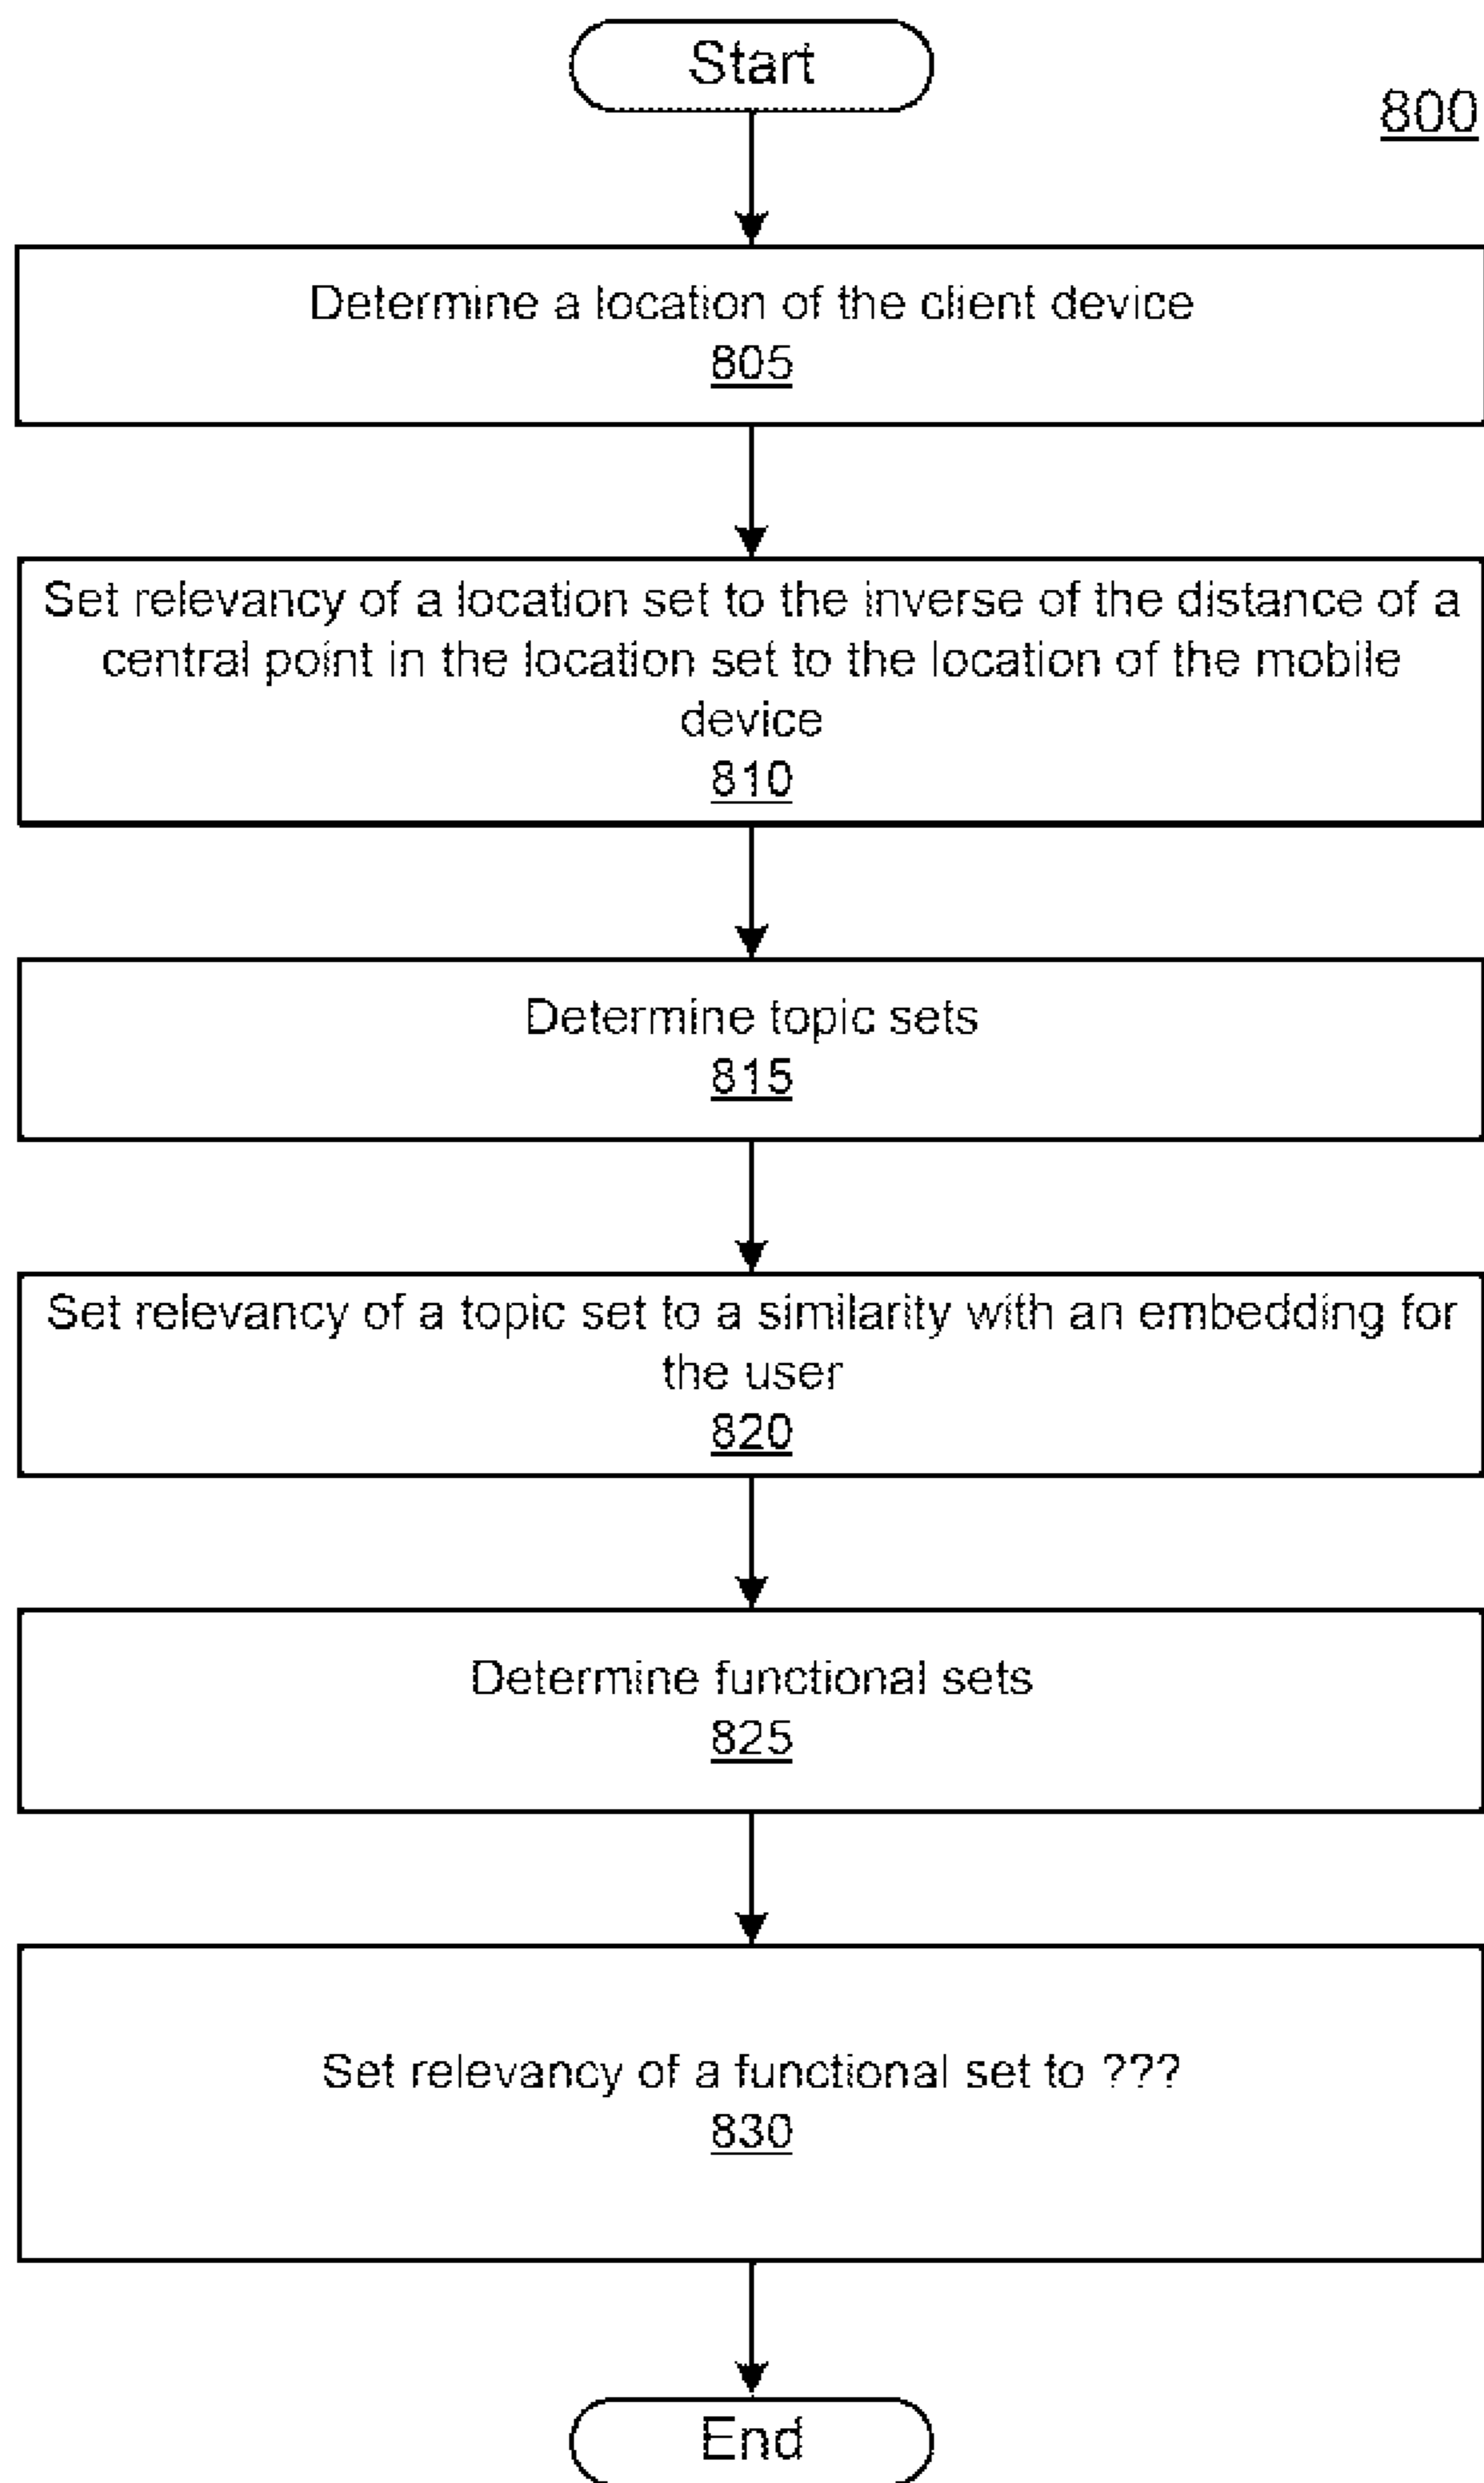 Start
800
Determine a location of the client device
805
Set relevancy of a location set to the inverse of the distance of a
central point in the location set to the location of the mobile
device
810
Determine topic sets
815
Set relevancy of a topic set to a similarity with an embedding for
the user
820
Determine functional sets
825
Set relevancy of a functional set to ???
830
End